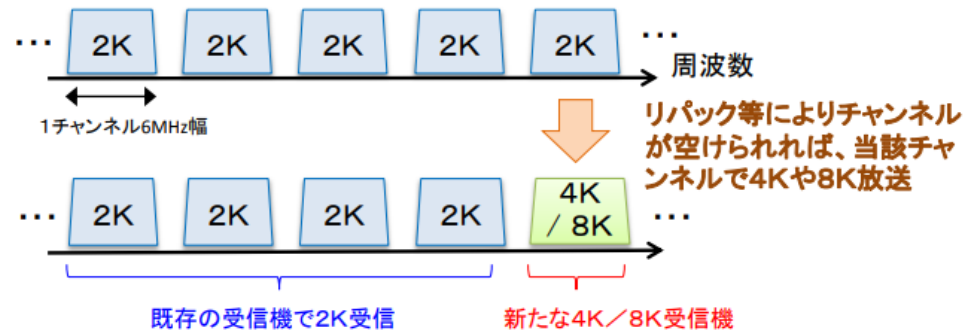 … 2K 2K 2K 2K 2K …
周波数
1チャンネル6MHz幅
リパック等によりチャンネル
が空けられれば、当該チャ
ンネルで4Kや8K放送
… 2K 2K 2K 2K 4K …
/ 8K
既存の受信機で2K受信 新たな4K／8K受信機